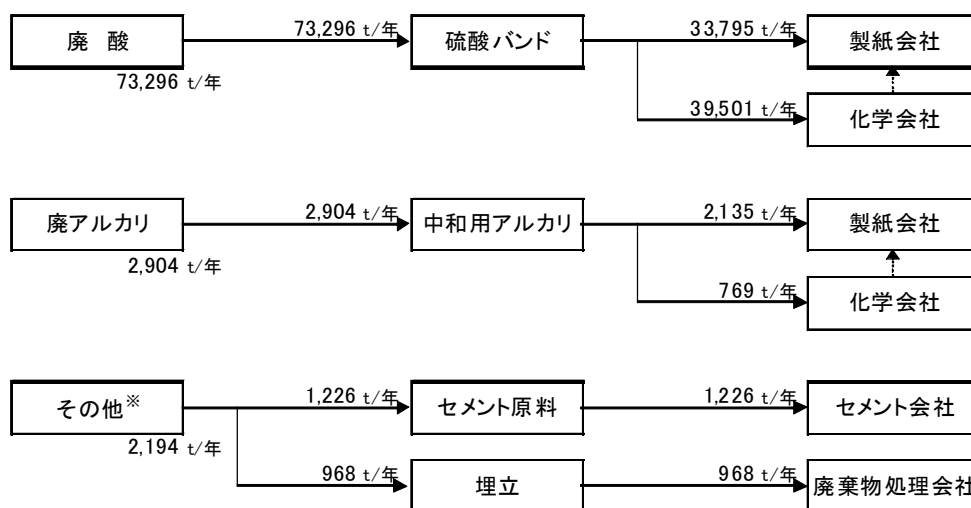 廃 酸
73,296 t/年
73,296 t/年
硫酸バンド
33,795 t/年
製紙会社
39,501 t/年
化学会社
廃アルカリ
2,904 t/年
2,904 t/年
中和用アルカリ
2,135 t/年
製紙会社
769 t/年
化学会社
その他※
2,194 t/年
1,226 t/年
セメント原料
1,226 t/年
セメント会社
968 t/年
埋立
968 t/年
廃棄物処理会社